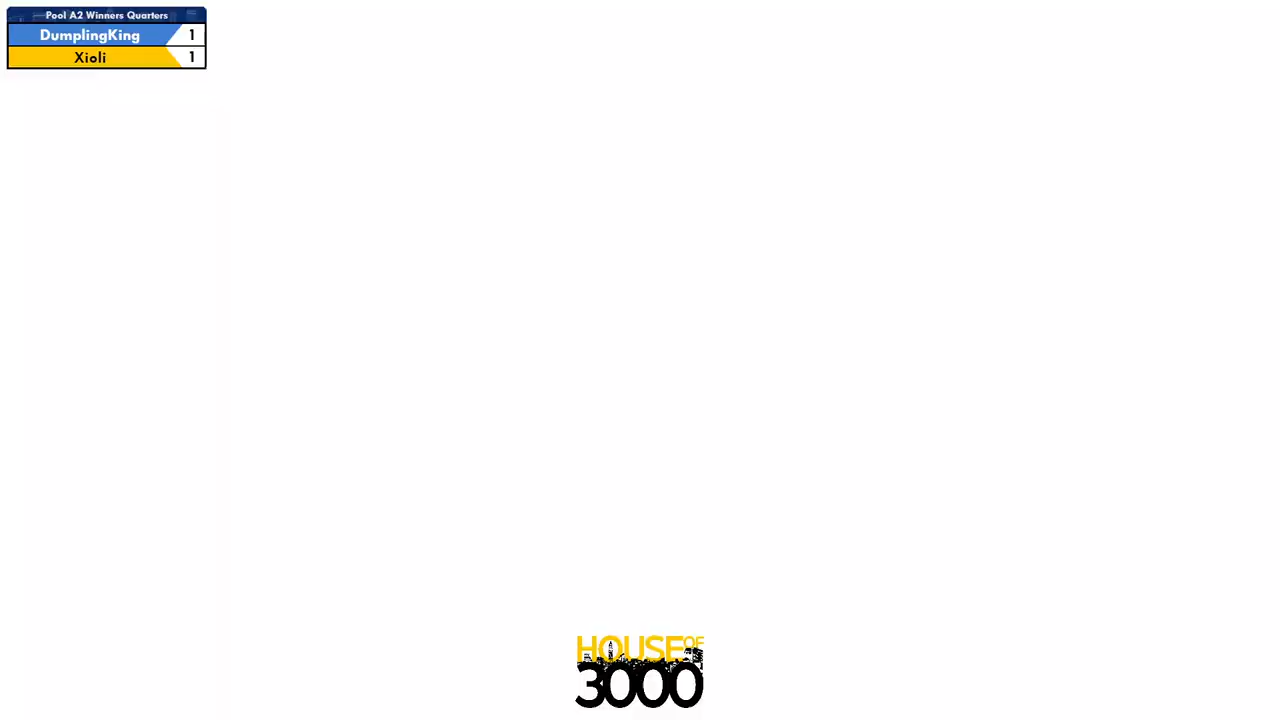 Pool A2 Winners Quarters
DumplingKing 1
Xioli 1
HOUSE OF
3000